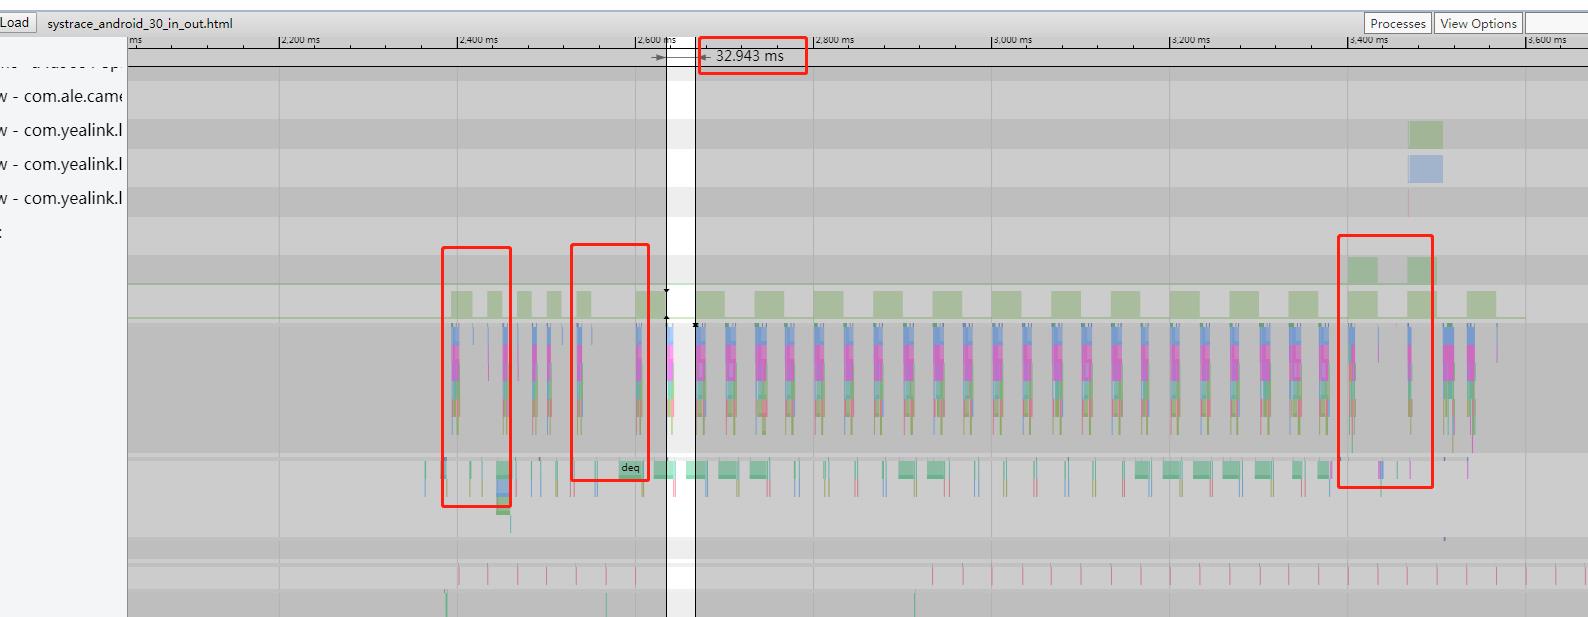 Load
systrace_android_30_in_out.html
Processes
View Options
ms
2,200 ms
2,400 ms
2,600 ms
2,800 ms
3,000 ms
3,200 ms
3,400 ms
3,600 ms
32.943 ms
w - com.ale.came
w - com.yealink.l
w - com.yealink.l
w - com.yealink.l
:
deq